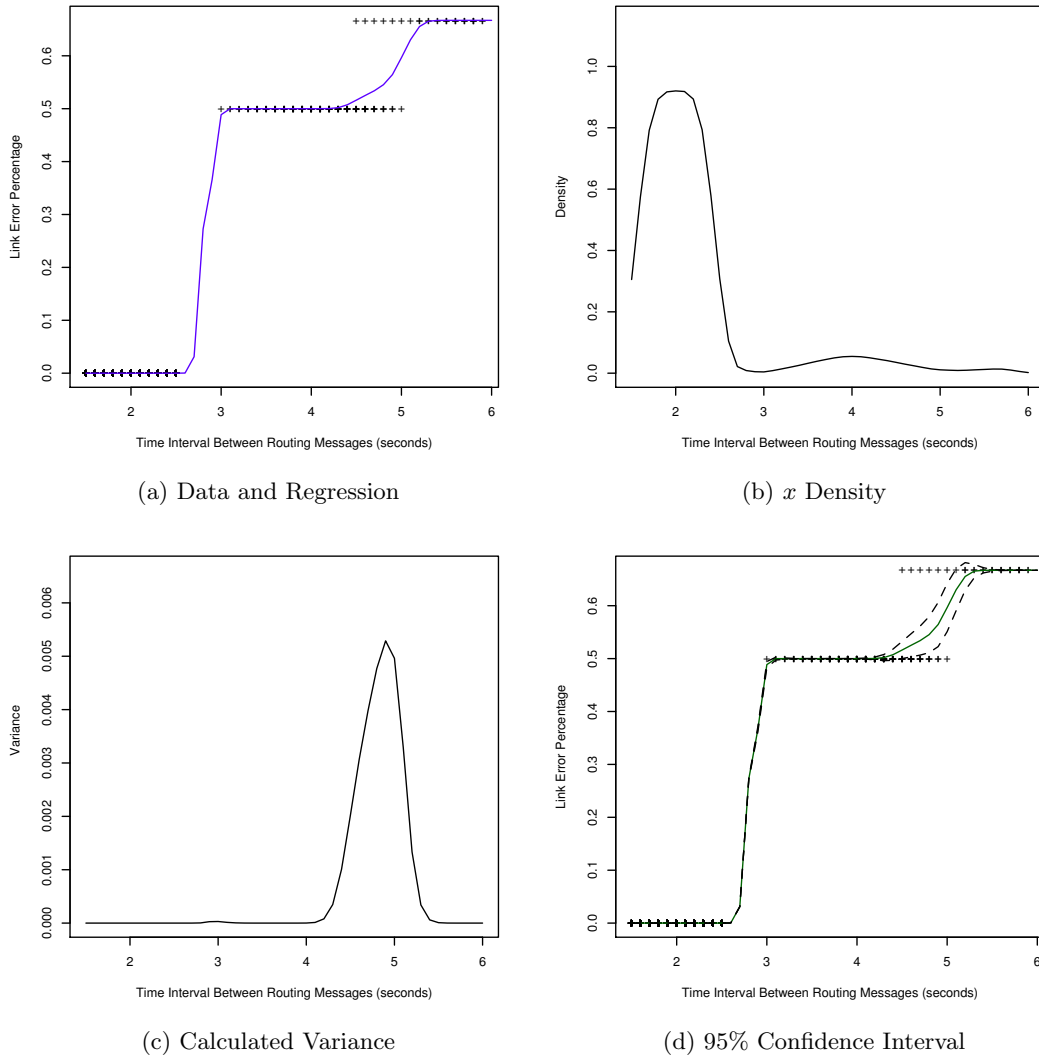 Link Error Percentage
0.0 0.1 0.2 0.3 0.4 0.5 0.6
2 3 4 5 6
Time Interval Between Routing Messages (seconds)
(a) Data and Regression
Density
0.0 0.2 0.4 0.6 0.8 1.0
2 3 4 5 6
Time Interval Between Routing Messages (seconds)
(b) x Density
Variance
0.000 0.001 0.002 0.003 0.004 0.005 0.006
2 3 4 5 6
Time Interval Between Routing Messages (seconds)
(c) Calculated Variance
Link Error Percentage
0.0 0.1 0.2 0.3 0.4 0.5 0.6
2 3 4 5 6
Time Interval Between Routing Messages (seconds)
(d) 95% Confidence Interval